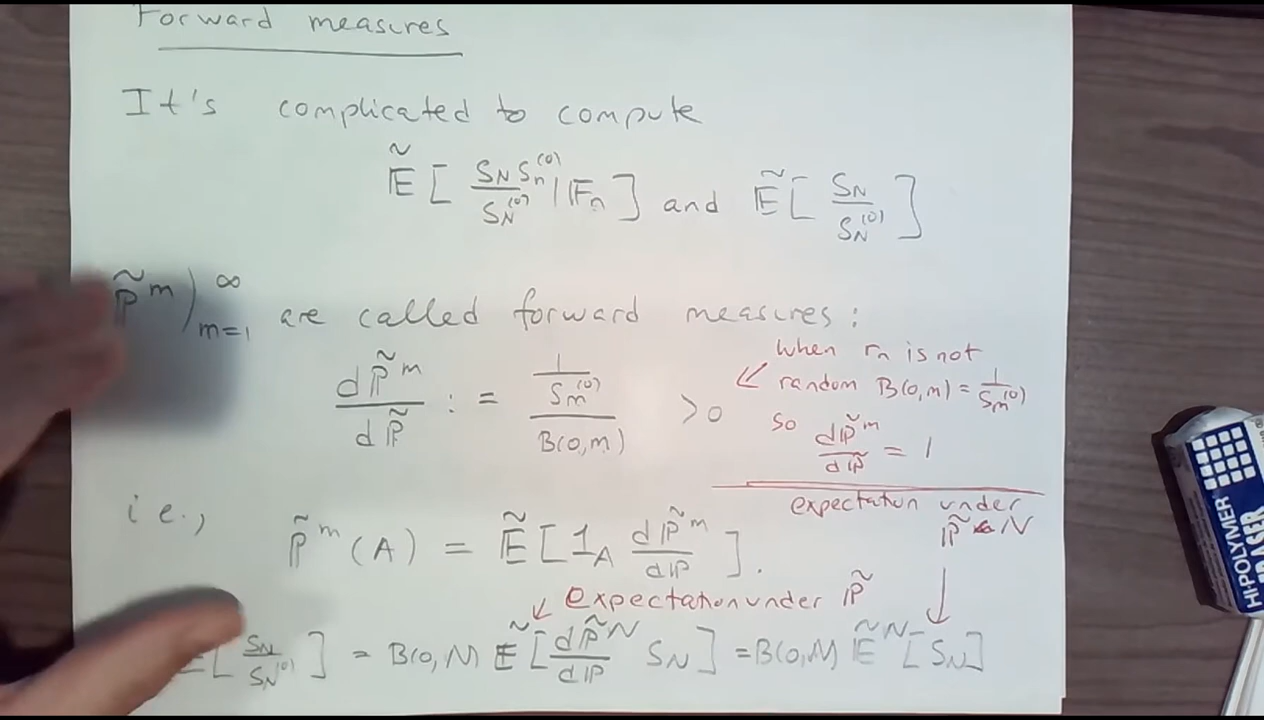 Forward measures
It's complicated to compute
Ẽ[ S_N S_n^(0) / S_N^(0) | F_n ] and Ẽ[ S_N / S_N^(0) ]
P̃^m)_{m=1}^∞ are called forward measures:
dP̃^m / dP̃ := (1 / S_m^(0)) / B(0,m) > 0
when r_n is not
random B(0,m) = 1 / S_m^(0)
so dP̃^m / dP̃ = 1
i.e., P̃^m(A) = Ẽ[ 1_A dP̃^m / dP ].
expectation under
P̃ N
expectation under P̃
E[ S_N / S_N^(0) ] = B(0,N) Ẽ[ dP̃^N / dP S_N ] = B(0,N) Ẽ^N[S_N]
HI-POLYMER
ERASER